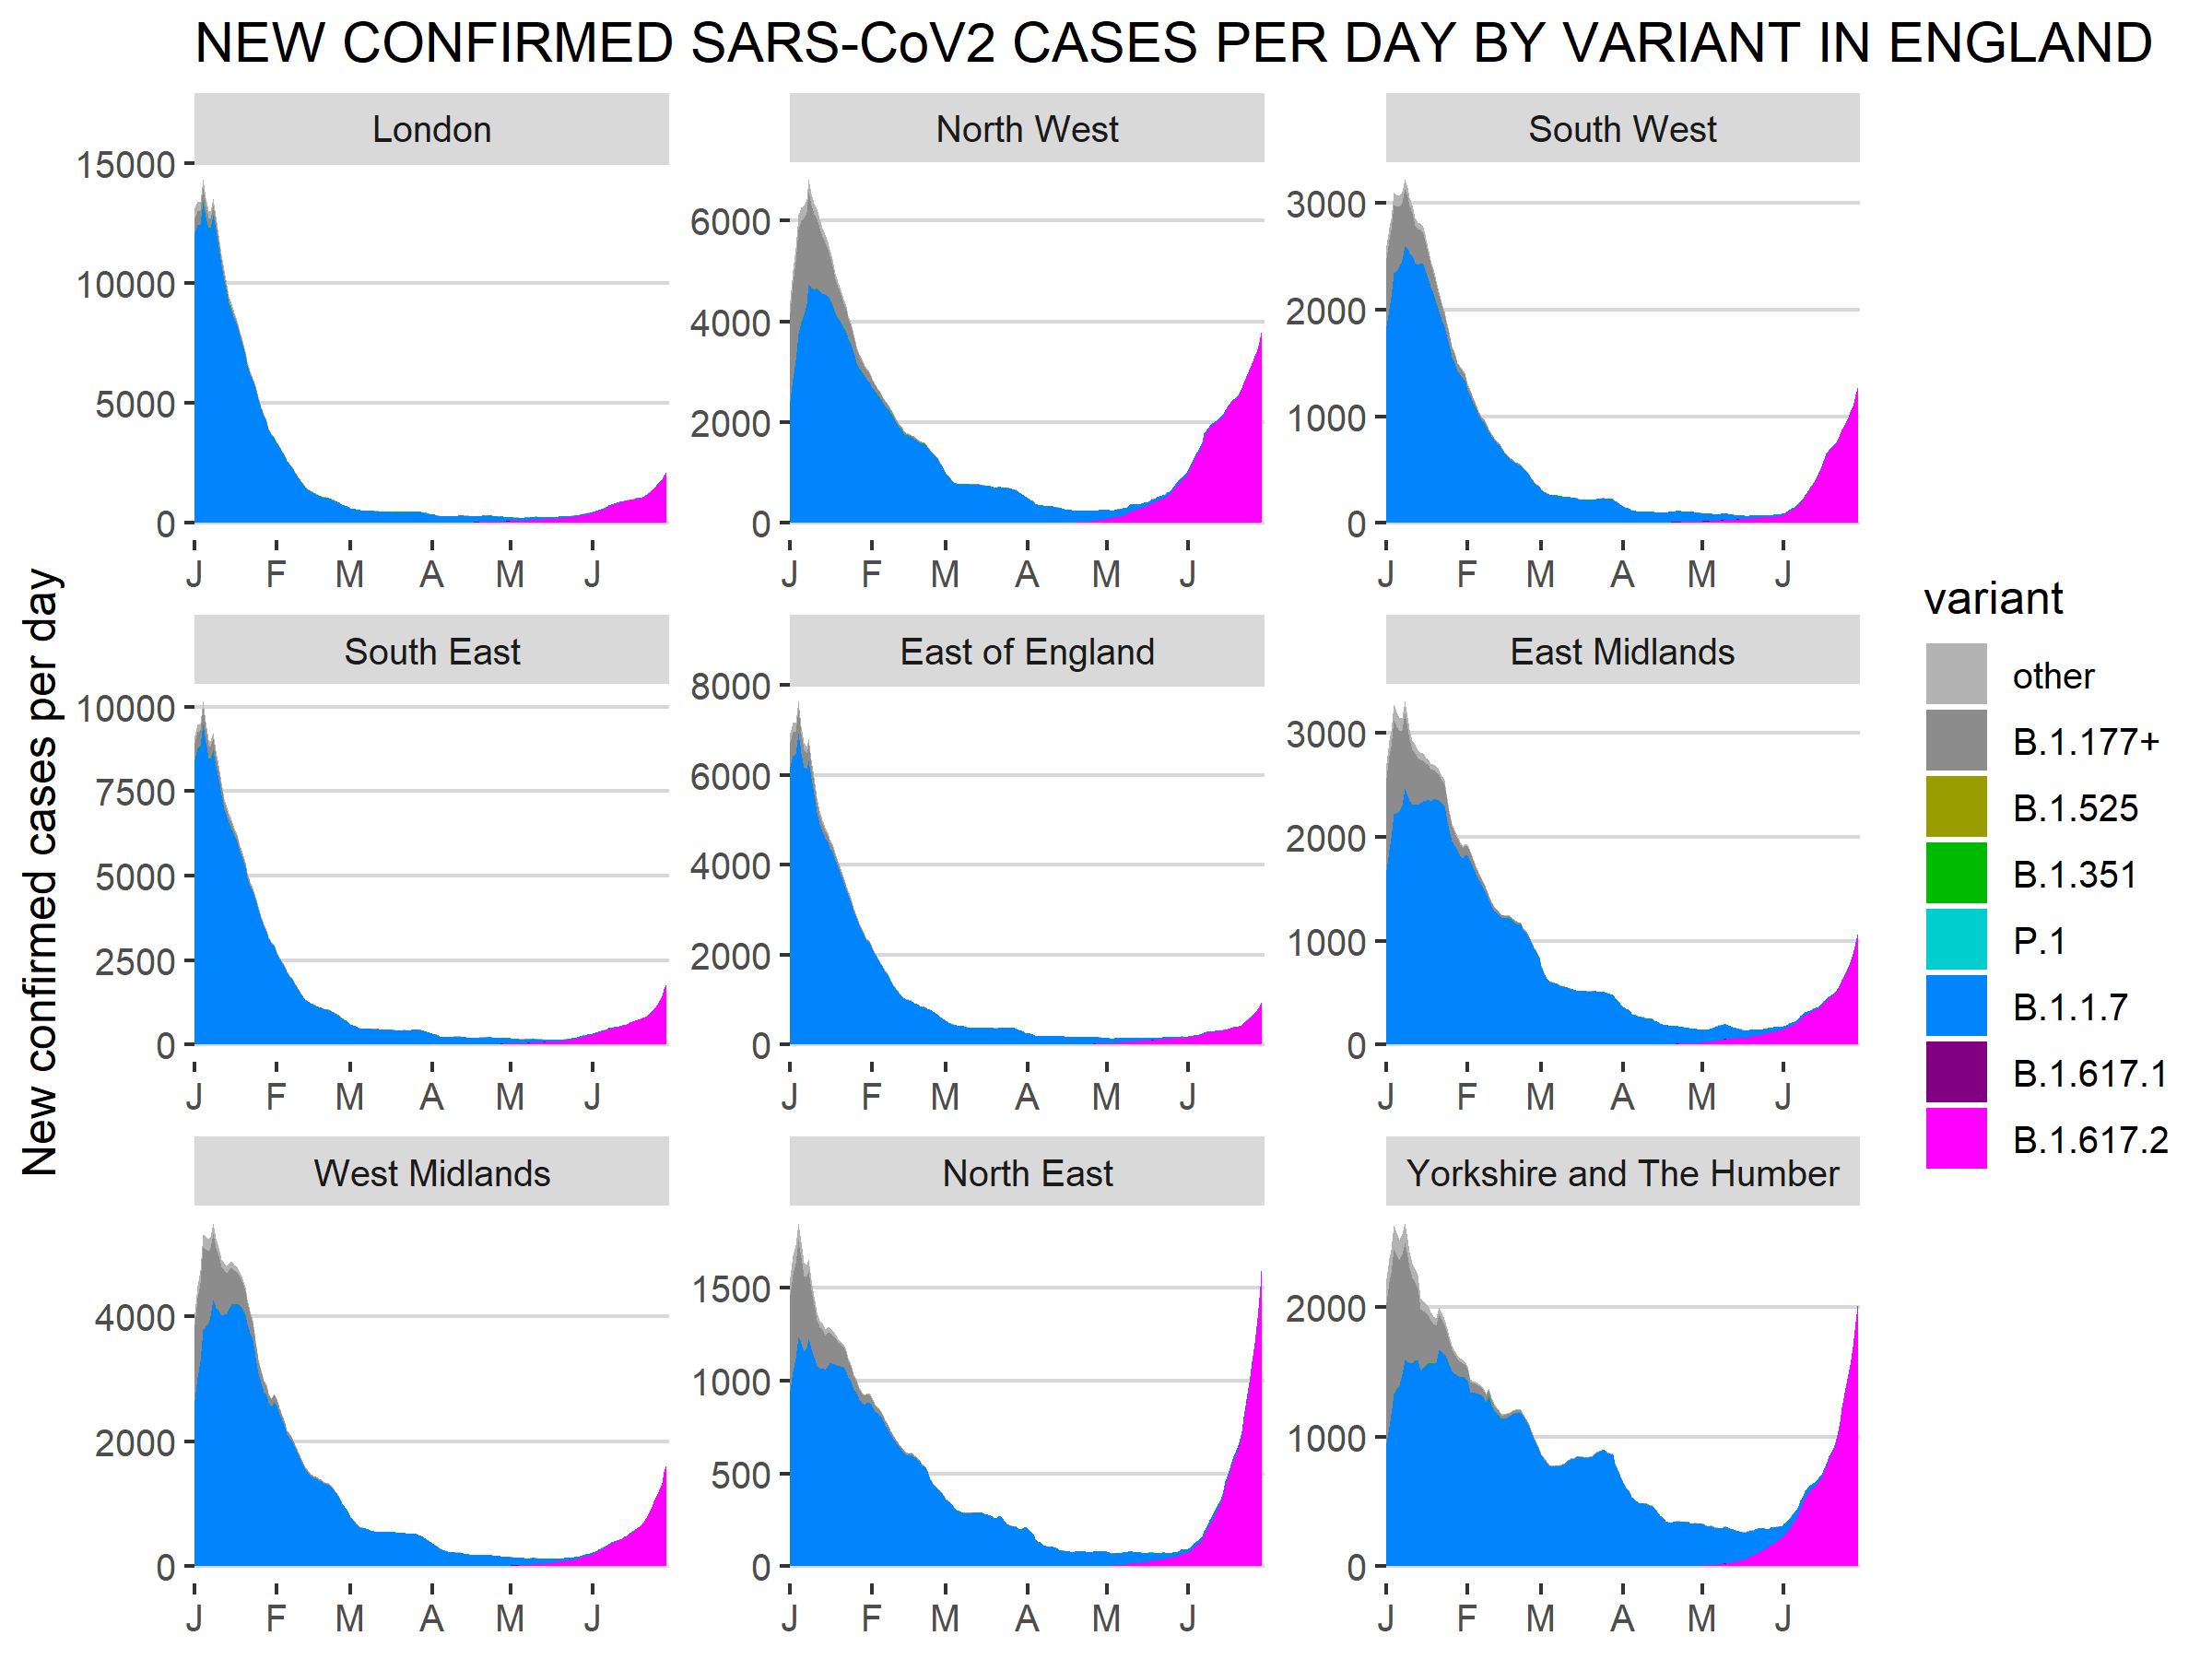 NEW CONFIRMED SARS-CoV2 CASES PER DAY BY VARIANT IN ENGLAND
New confirmed cases per day
London
15000
10000
5000
0
J F M A M J
North West
6000
4000
2000
0
J F M A M J
South West
3000
2000
1000
0
J F M A M J
South East
10000
7500
5000
2500
0
J F M A M J
East of England
8000
6000
4000
2000
0
J F M A M J
East Midlands
3000
2000
1000
0
J F M A M J
West Midlands
4000
2000
0
J F M A M J
North East
1500
1000
500
0
J F M A M J
Yorkshire and The Humber
2000
1000
0
J F M A M J
variant
other
B.1.177+
B.1.525
B.1.351
P.1
B.1.1.7
B.1.617.1
B.1.617.2